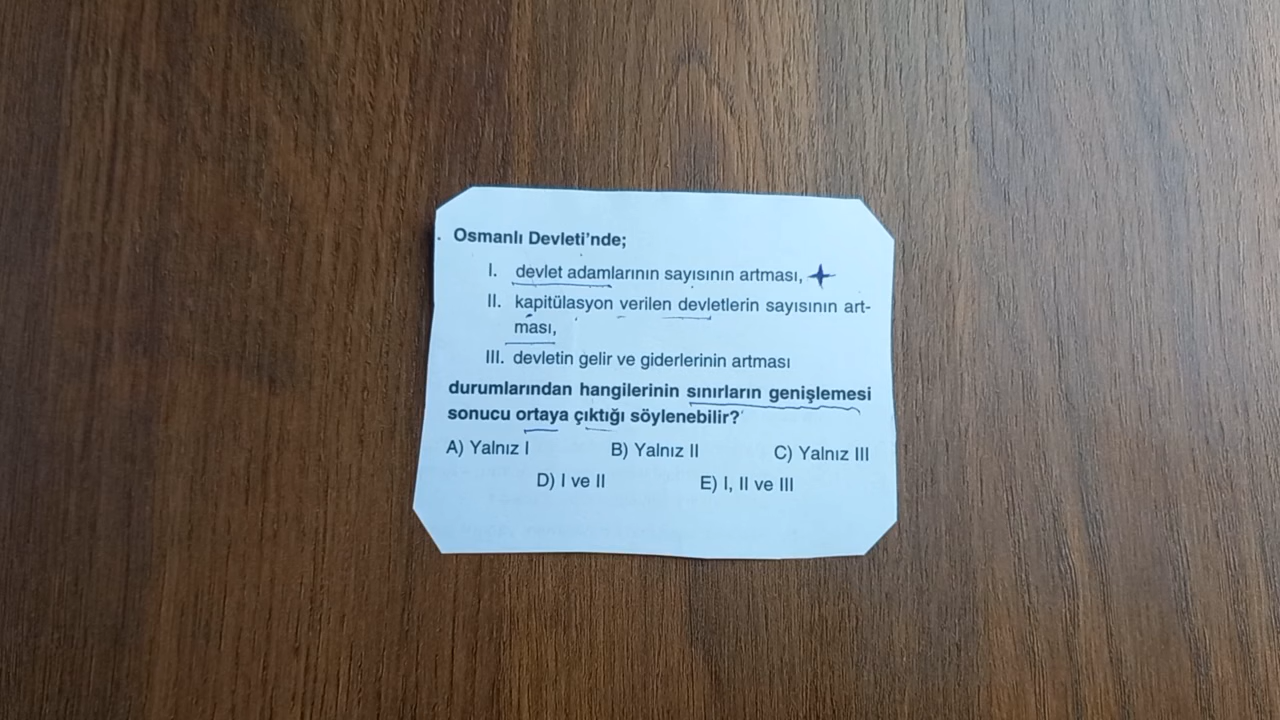 Osmanlı Devleti'nde;
I. devlet adamlarının sayısının artması,
II. kapitülasyon verilen devletlerin sayısının art-
ması,
III. devletin gelir ve giderlerinin artması
durumlarından hangilerinin sınırların genişlemesi
sonucu ortaya çıktığı söylenebilir?
A) Yalnız I B) Yalnız II C) Yalnız III
D) I ve II E) I, II ve III